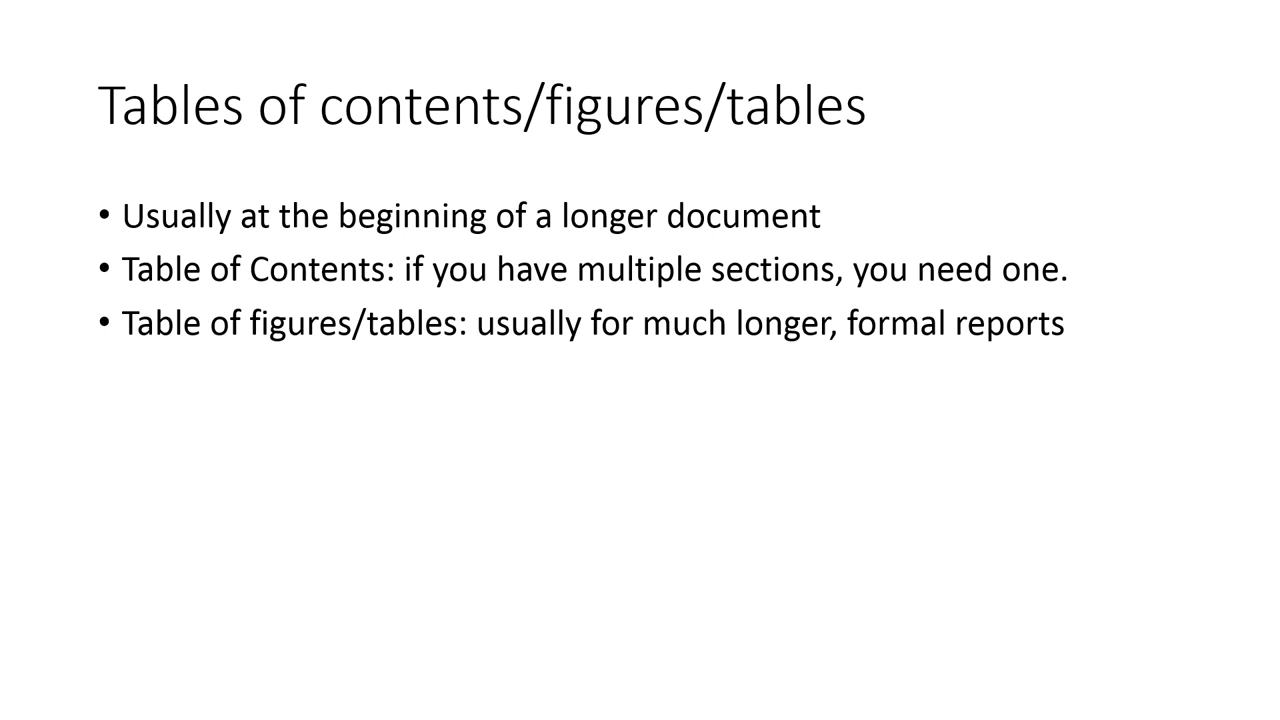 Tables of contents/figures/tables
• Usually at the beginning of a longer document
• Table of Contents: if you have multiple sections, you need one.
• Table of figures/tables: usually for much longer, formal reports